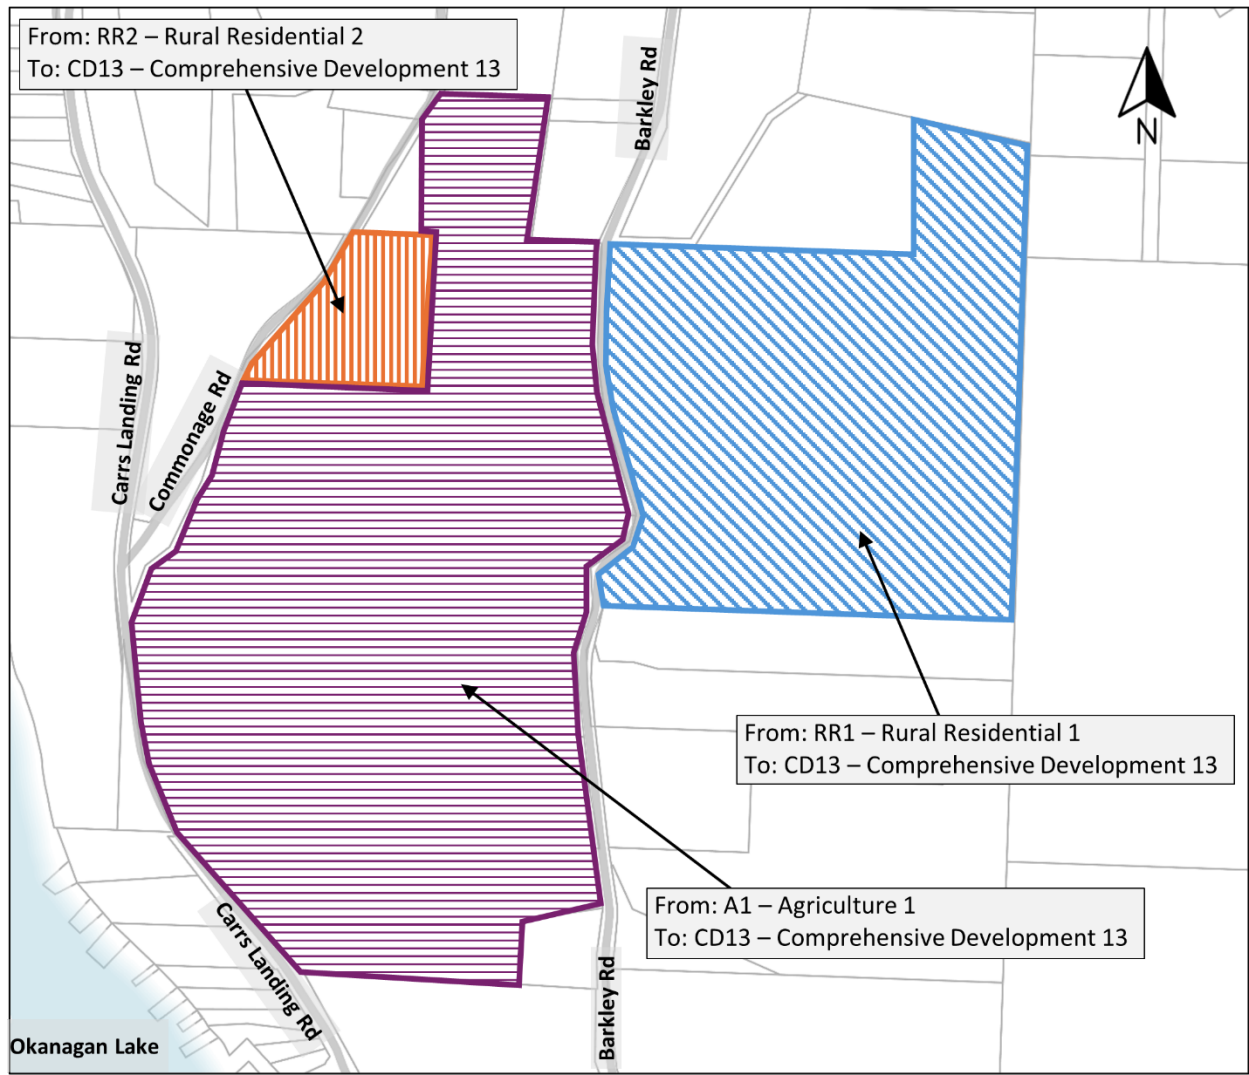 From: RR2 – Rural Residential 2
To: CD13 – Comprehensive Development 13
Barkley Rd
N
Carrs Landing Rd
Commonage Rd
From: RR1 – Rural Residential 1
To: CD13 – Comprehensive Development 13
From: A1 – Agriculture 1
To: CD13 – Comprehensive Development 13
Carrs Landing Rd
Barkley Rd
Okanagan Lake